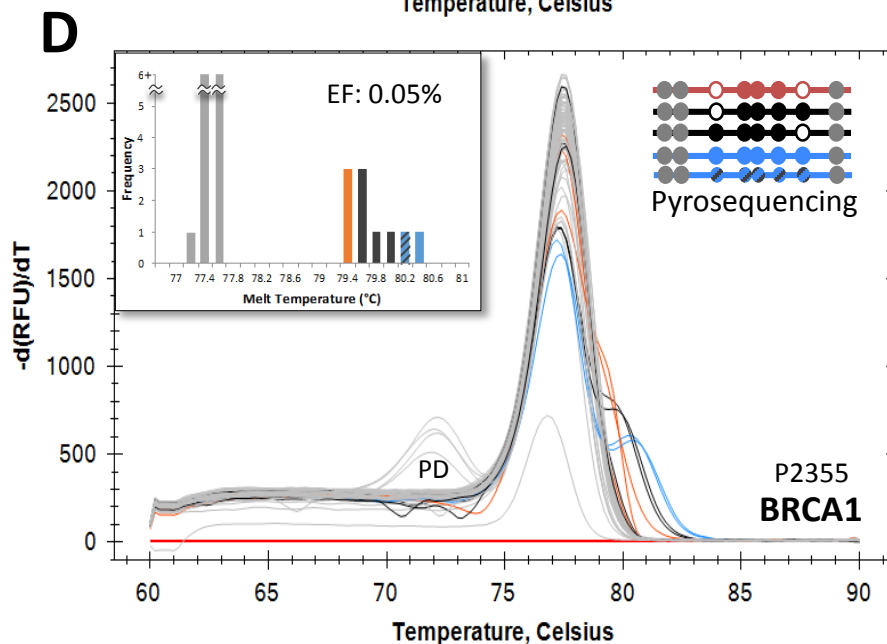 Temperature, Celsius
D
EF: 0.05%
Frequency
6+
5
4
3
2
1
0
77 77.4 77.8 78.2 78.6 79 79.4 79.8 80.2 80.6 81
Melt Temperature (°C)
Pyrosequencing
-d(RFU)/dT
2500
2000
1500
1000
500
0
PD
P2355
BRCA1
60 65 70 75 80 85 90
Temperature, Celsius